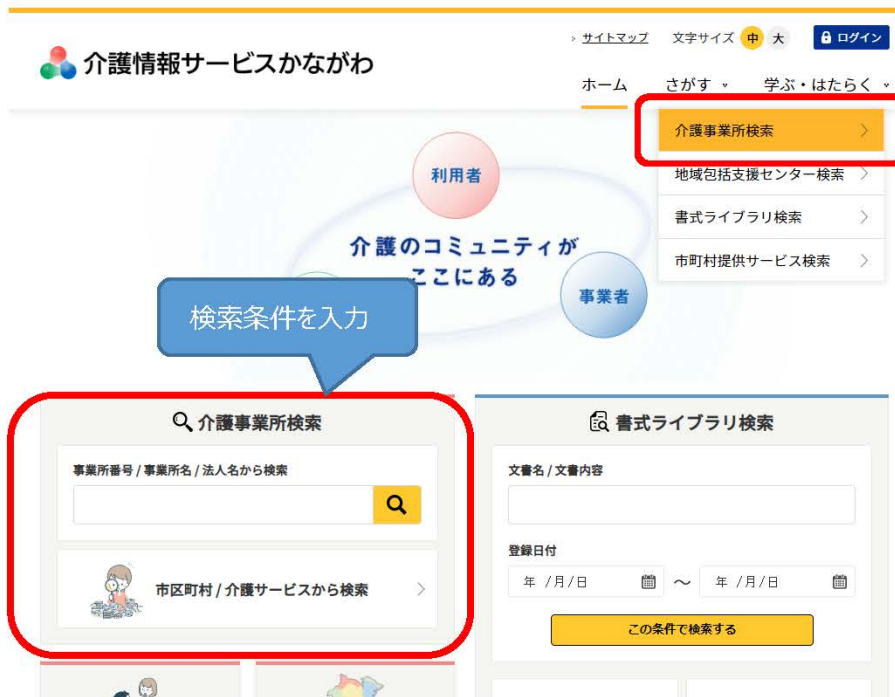 サイトマップ 文字サイズ 中 大 ログイン
介護情報サービスかながわ
ホーム さがす 学ぶ・はたらく
介護事業所検索
地域包括支援センター検索
書式ライブラリ検索
市町村提供サービス検索
利用者
介護のコミュニティが
ここにある
事業者
検索条件を入力
介護事業所検索
事業所番号 / 事業所名 / 法人名から検索
市区町村 / 介護サービスから検索
書式ライブラリ検索
文書名 / 文書内容
登録日付
年 /月/日 ～ 年 /月/日
この条件で検索する